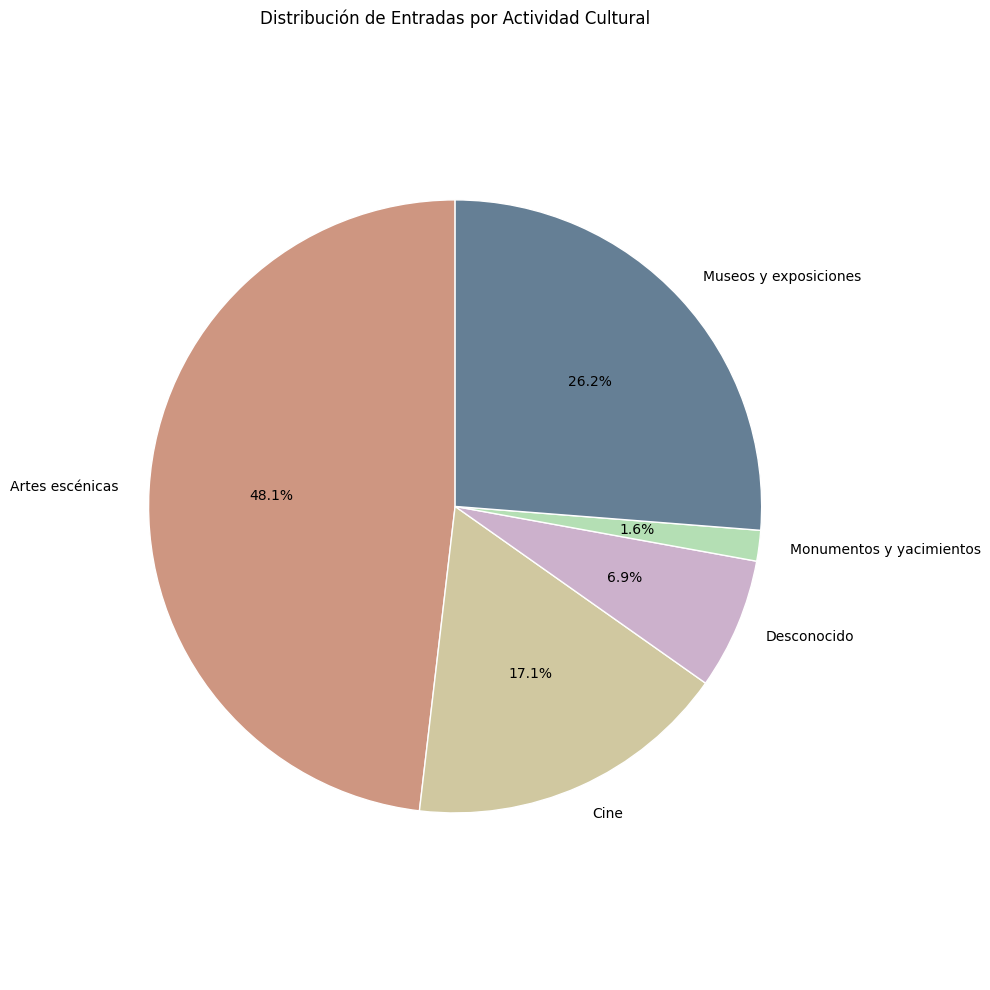 Distribución de Entradas por Actividad Cultural
Museos y exposiciones
26.2%
Artes escénicas
48.1%
1.6%
Monumentos y yacimientos
6.9%
Desconocido
17.1%
Cine